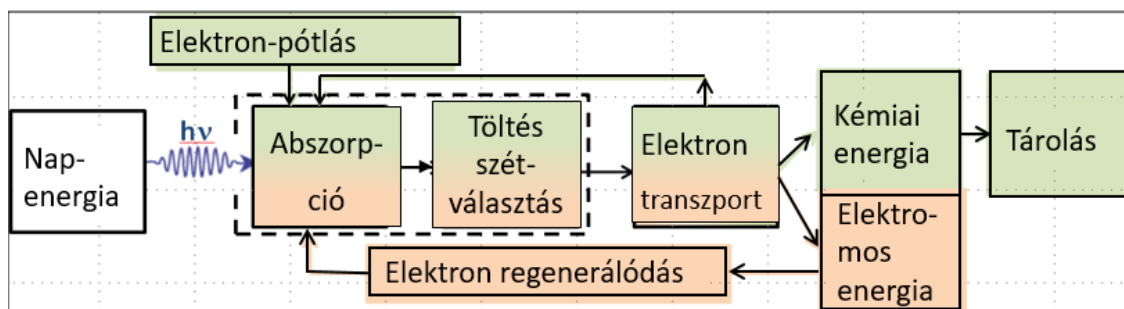 Elektron-pótlás
Nap-
energia
hν
Abszorp-
ció
Töltés
szét-
választás
Elektron
transzport
Kémiai
energia
Tárolás
Elektro-
mos
energia
Elektron regenerálódás